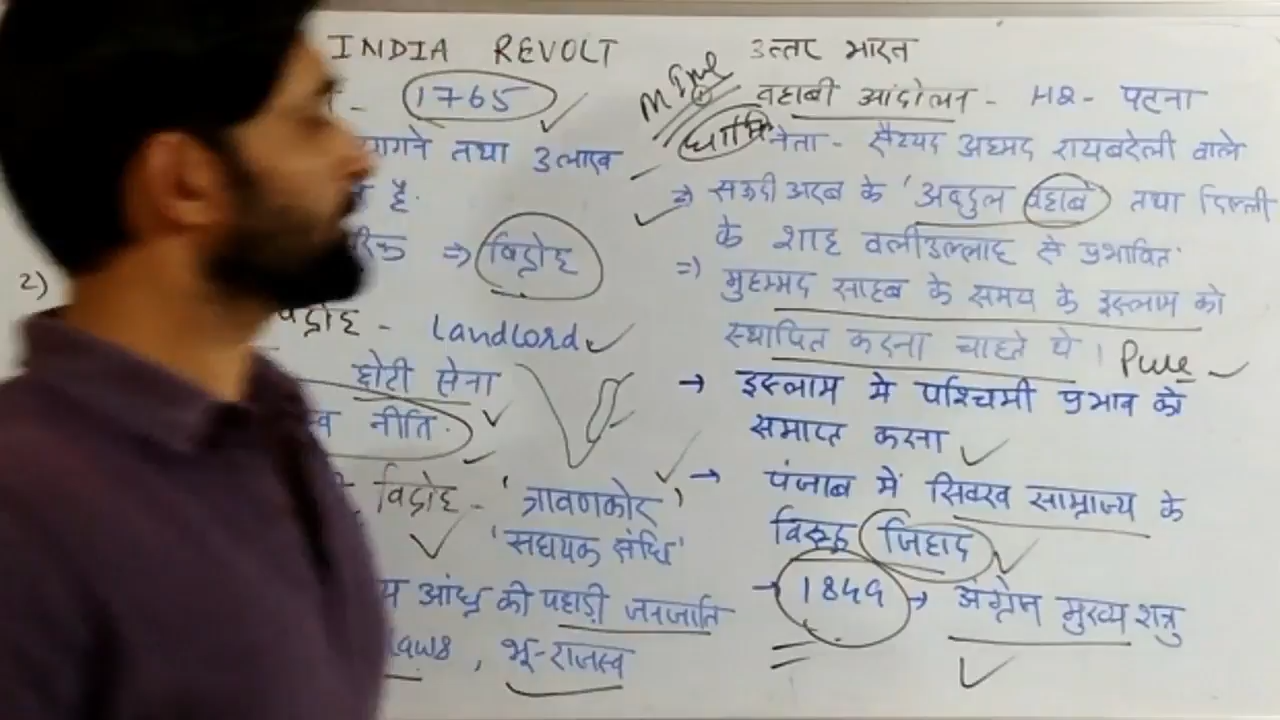 INDIA REVOLT
- 1765
तथा 3 लाख
है.
⇒ विद्रोह
2)
विद्रोह - Landlord
छोटी सेना
नीति
विद्रोह - 'त्रावणकोर'
'सहायक संधि'
आंध्र की पहाड़ी जनजाति
Laws, भू-राजस्व
उत्तर भारत
वहाबी आंदोलन - HQ - पटना
नेता - सैय्यद अहमद रायबरेली वाले
⇒ सऊदी अरब के 'अब्दुल वहाब' तथा दिल्ली
के शाह वलीउल्लाह से प्रभावित
⇒ मुहम्मद साहब के समय के इस्लाम को
स्थापित करना चाहते थे। Pure
→ इस्लाम मे पश्चिमी प्रभाव को
समाप्त करना
→ पंजाब में सिक्ख साम्राज्य के
विरुद्ध जिहाद
→ 1849 → अंग्रेज मुख्य शत्रु